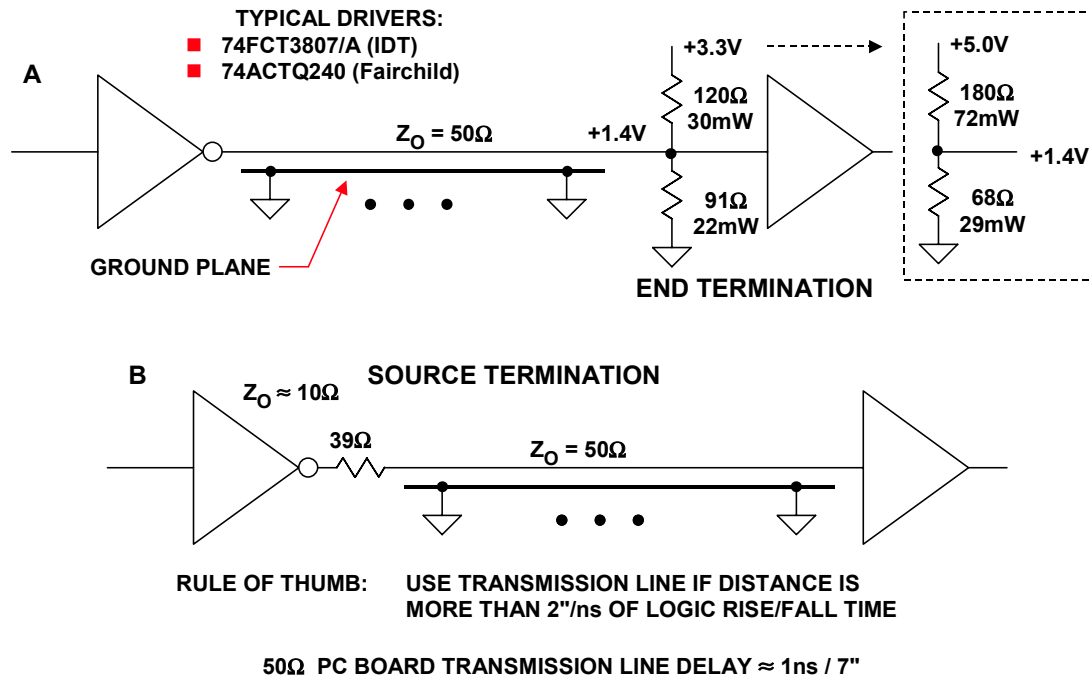 TYPICAL DRIVERS:
74FCT3807/A (IDT)
74ACTQ240 (Fairchild)
A
+3.3V
+5.0V
120Ω
30mW
180Ω
72mW
ZO = 50Ω
+1.4V
+1.4V
91Ω
22mW
68Ω
29mW
GROUND PLANE
END TERMINATION
B
SOURCE TERMINATION
ZO ≈ 10Ω
39Ω
ZO = 50Ω
RULE OF THUMB: USE TRANSMISSION LINE IF DISTANCE IS
MORE THAN 2"/ns OF LOGIC RISE/FALL TIME
50Ω PC BOARD TRANSMISSION LINE DELAY ≈ 1ns / 7"